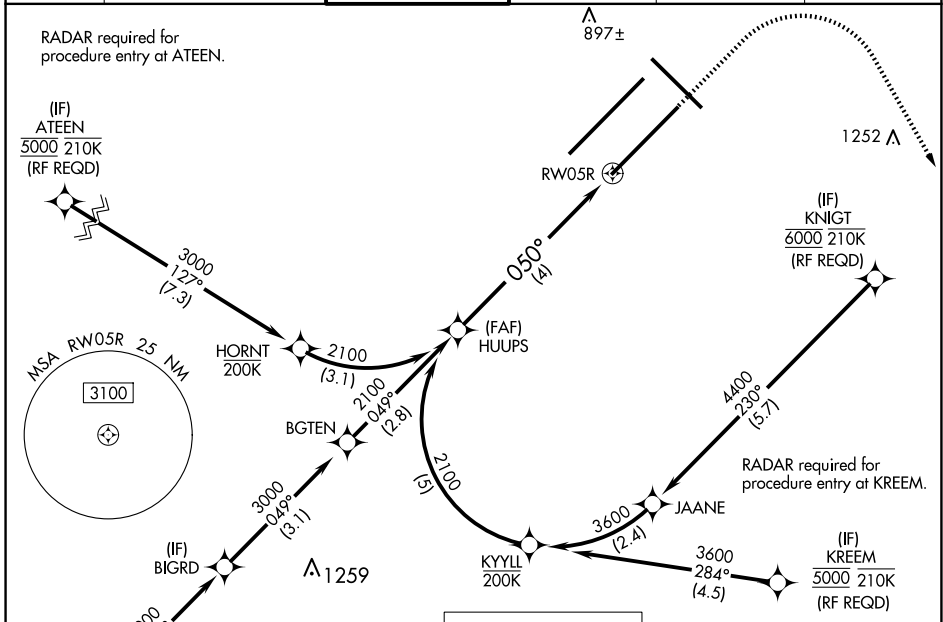 RADAR required for
procedure entry at ATEEN.
897±
(IF)
ATEEN
5000 210K
(RF REQD)
1252
RW05R
(IF)
KNIGT
6000 210K
(RF REQD)
3000
127°
(7.3)
050°
(4)
HORNT
200K
2100
(3.1)
(FAF)
HUUPS
MSA RW05R 25 NM
3100
2100
049°
(2.8)
BGTEN
4400
230°
(5.7)
2100
(5)
RADAR required for
procedure entry at KREEM.
3000
049°
(3.1)
JAANE
3600
(2.4)
(IF)
BIGRD
1259
KYYLL
200K
3600
284°
(4.5)
(IF)
KREEM
5000 210K
(RF REQD)